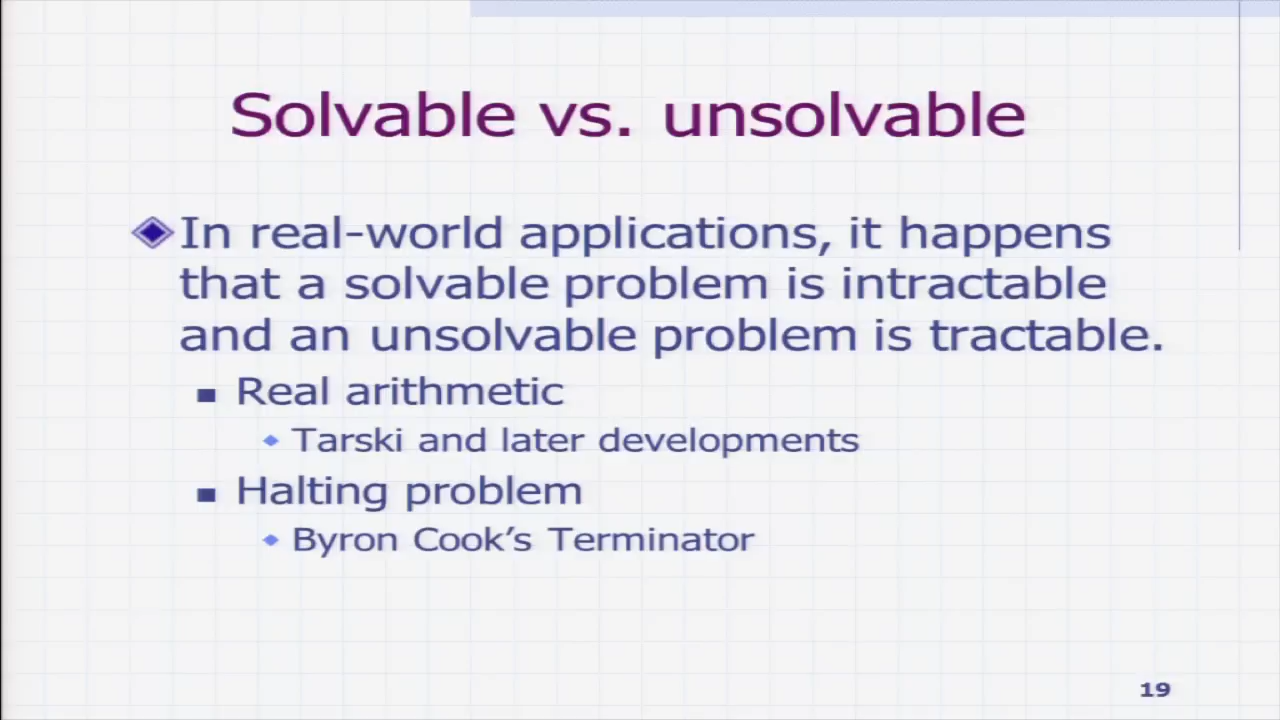 Solvable vs. unsolvable
In real-world applications, it happens
that a solvable problem is intractable
and an unsolvable problem is tractable.
Real arithmetic
Tarski and later developments
Halting problem
Byron Cook’s Terminator
19